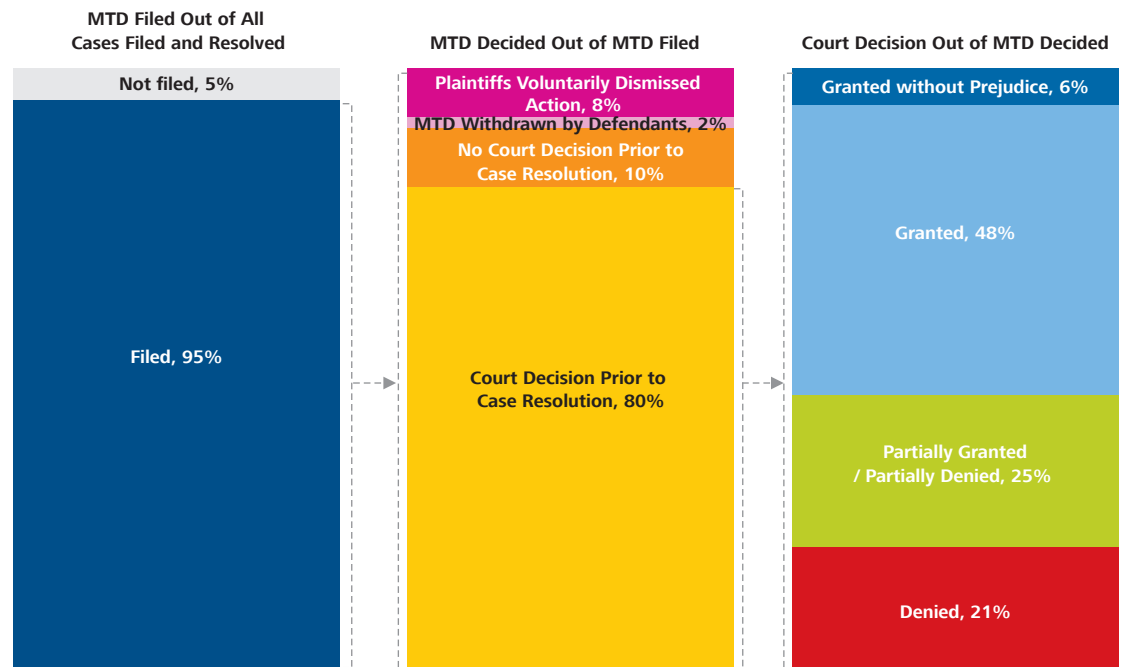 MTD Filed Out of All
Cases Filed and Resolved
Not filed, 5%
Filed, 95%
MTD Decided Out of MTD Filed
Plaintiffs Voluntarily Dismissed
Action, 8%
MTD Withdrawn by Defendants, 2%
No Court Decision Prior to
Case Resolution, 10%
Court Decision Prior to
Case Resolution, 80%
Court Decision Out of MTD Decided
Granted without Prejudice, 6%
Granted, 48%
Partially Granted
/ Partially Denied, 25%
Denied, 21%